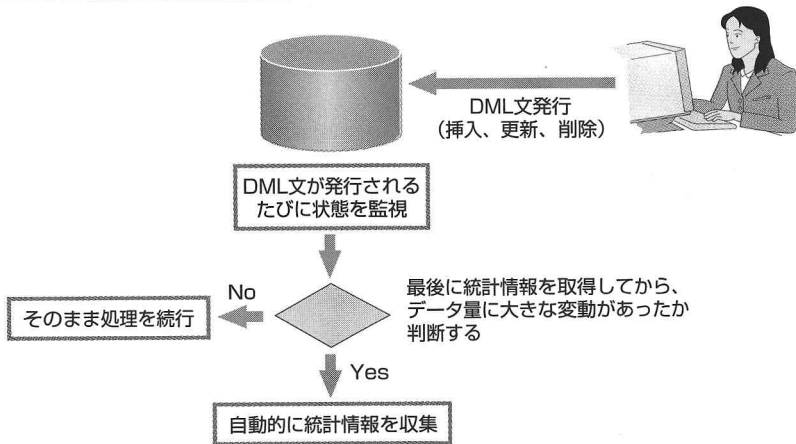 DML文発行
(挿入、更新、削除)
DML文が発行される
たびに状態を監視
最後に統計情報を取得してから、
データ量に大きな変動があったか
判断する
No
そのまま処理を続行
Yes
自動的に統計情報を収集